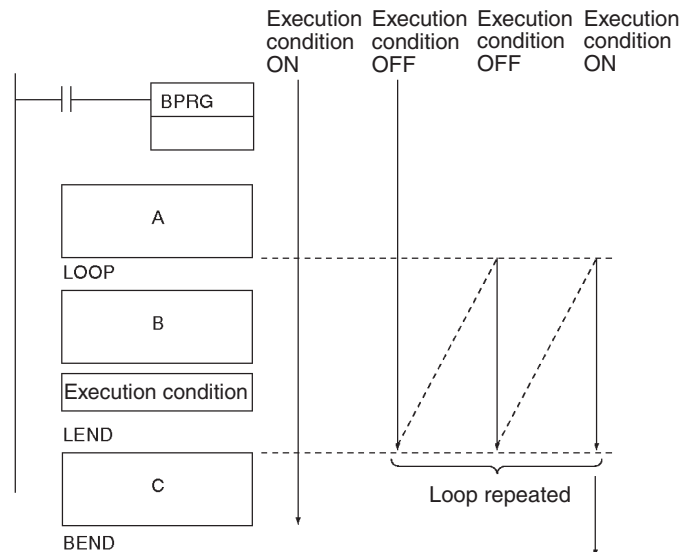 Execution condition ON
Execution condition OFF
Execution condition OFF
Execution condition ON
BPRG
A
LOOP
B
Execution condition
LEND
C
Loop repeated
BEND